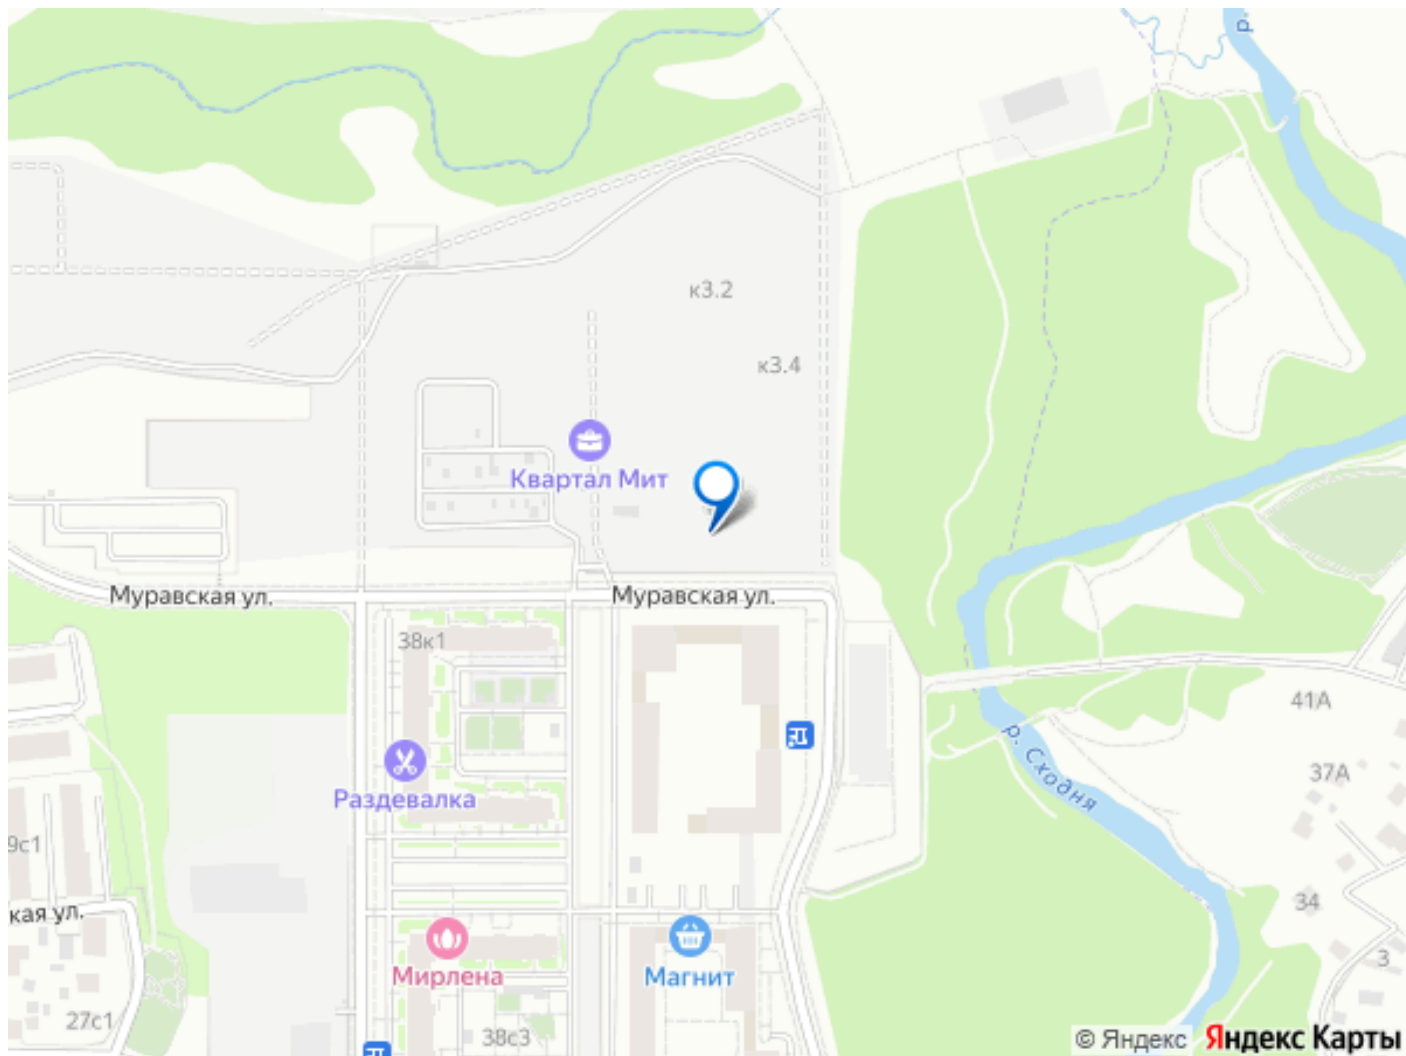 р.
к3.2
к3.4
Квартал Мит
Муравская ул.
Муравская ул.
38к1
41А
р. Сходня
37А
Раздевалка
9с1
34
кая ул.
Мирлена
Магнит
3
27с1
38с3
© Яндекс Яндекс Карты